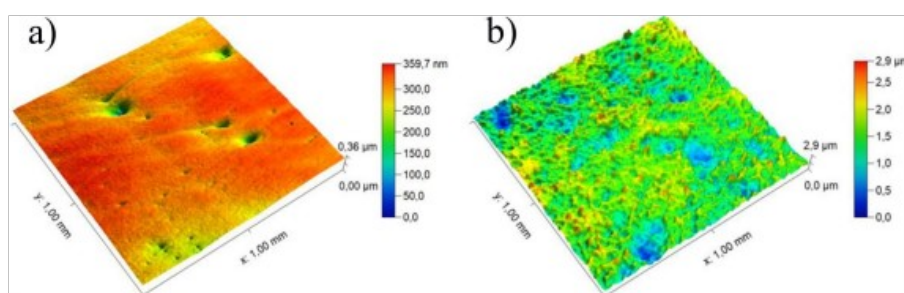 a)
359,7 nm
300,0
250,0
200,0
150,0
100,0
50,0
0,0
0,36 µm
0,00 µm
y: 1,00 mm
x: 1,00 mm
b)
2,9 µm
2,5
2,0
1,5
1,0
0,5
0,0
2,9 µm
0,0 µm
y: 1,00 mm
x: 1,00 mm